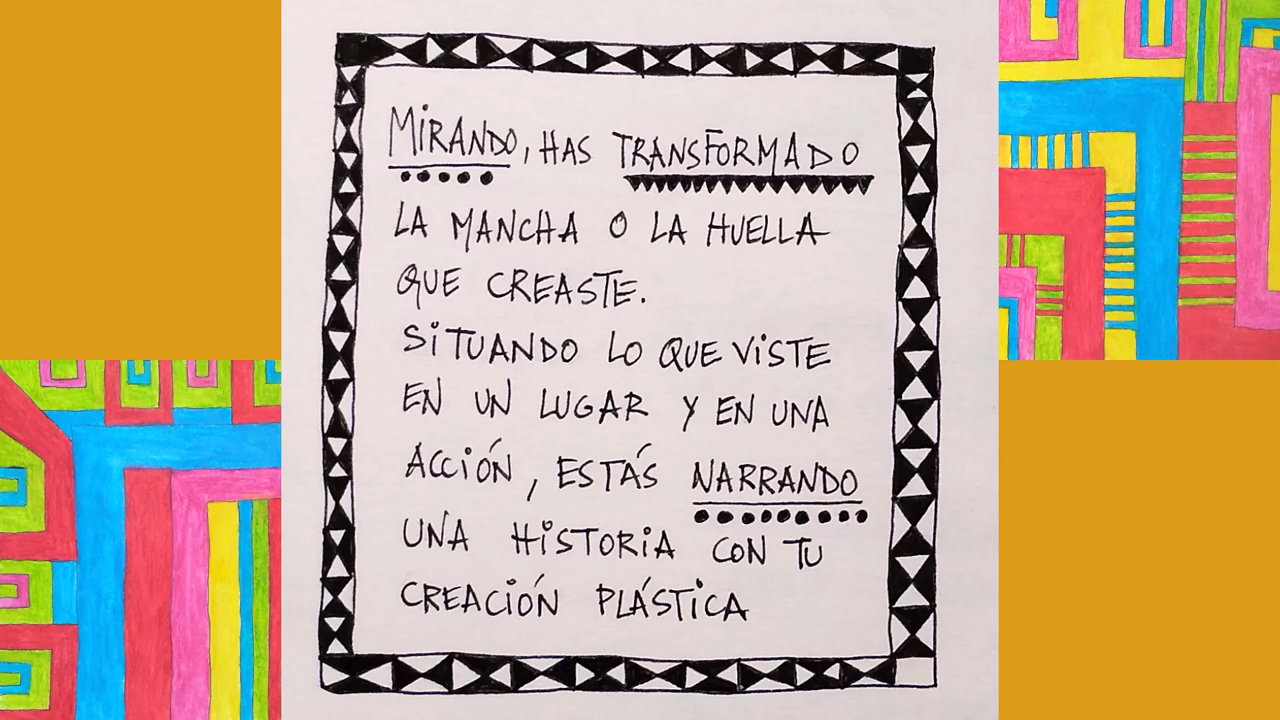 MIRANDO, HAS TRANSFORMADO
LA MANCHA O LA HUELLA
QUE CREASTE.
SITUANDO LO QUE VISTE
EN UN LUGAR Y EN UNA
ACCIÓN, ESTÁS NARRANDO
UNA HISTORIA CON TU
CREACIÓN PLÁSTICA